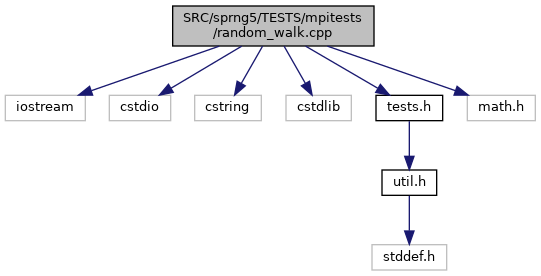 SRC/sprng5/TESTS/mpitests
/random_walk.cpp
iostream
cstdio
cstring
cstdlib
tests.h
math.h
util.h
stddef.h